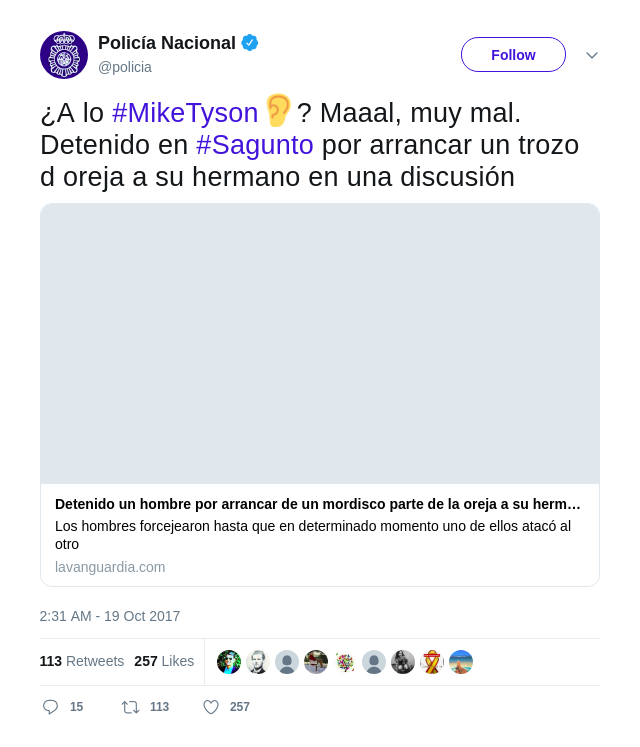 Policía Nacional
@policia
Follow
¿A lo #MikeTyson👂? Maaal, muy mal.
Detenido en #Sagunto por arrancar un trozo
d oreja a su hermano en una discusión
Detenido un hombre por arrancar de un mordisco parte de la oreja a su herm…
Los hombres forcejearon hasta que en determinado momento uno de ellos atacó al
otro
lavanguardia.com
2:31 AM - 19 Oct 2017
113 Retweets 257 Likes
15 113 257